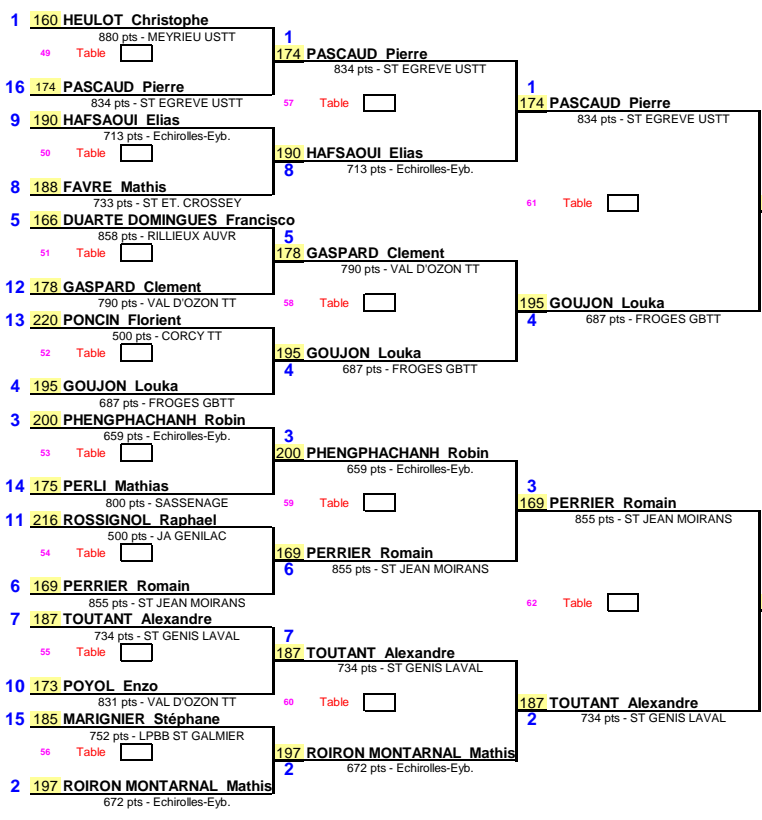 1 160 HEULOT Christophe
880 pts - MEYRIEU USTT
49 Table
16 174 PASCAUD Pierre
834 pts - ST EGREVE USTT
9 190 HAFSAOUI Elias
713 pts - Echirolles-Eyb.
50 Table
8 188 FAVRE Mathis
733 pts - ST ET. CROSSEY
5 166 DUARTE DOMINGUES Francisco
858 pts - RILLIEUX AUVR
51 Table
12 178 GASPARD Clement
790 pts - VAL D'OZON TT
13 220 PONCIN Florient
500 pts - CORCY TT
52 Table
4 195 GOUJON Louka
687 pts - FROGES GBTT
3 200 PHENGPHACHANH Robin
659 pts - Echirolles-Eyb.
53 Table
14 175 PERLI Mathias
800 pts - SASSENAGE
11 216 ROSSIGNOL Raphael
500 pts - JA GENILAC
54 Table
6 169 PERRIER Romain
855 pts - ST JEAN MOIRANS
7 187 TOUTANT Alexandre
734 pts - ST GENIS LAVAL
55 Table
10 173 POYOL Enzo
831 pts - VAL D'OZON TT
15 185 MARIGNIER Stéphane
752 pts - LPBB ST GALMIER
56 Table
2 197 ROIRON MONTARNAL Mathis
672 pts - Echirolles-Eyb.
1
174 PASCAUD Pierre
834 pts - ST EGREVE USTT
57 Table
190 HAFSAOUI Elias
8 713 pts - Echirolles-Eyb.
5
178 GASPARD Clement
790 pts - VAL D'OZON TT
58 Table
195 GOUJON Louka
4 687 pts - FROGES GBTT
3
200 PHENGPHACHANH Robin
659 pts - Echirolles-Eyb.
59 Table
169 PERRIER Romain
6 855 pts - ST JEAN MOIRANS
7
187 TOUTANT Alexandre
734 pts - ST GENIS LAVAL
60 Table
197 ROIRON MONTARNAL Mathis
2 672 pts - Echirolles-Eyb.
1
174 PASCAUD Pierre
834 pts - ST EGREVE USTT
61 Table
195 GOUJON Louka
4 687 pts - FROGES GBTT
3
169 PERRIER Romain
855 pts - ST JEAN MOIRANS
62 Table
187 TOUTANT Alexandre
2 734 pts - ST GENIS LAVAL